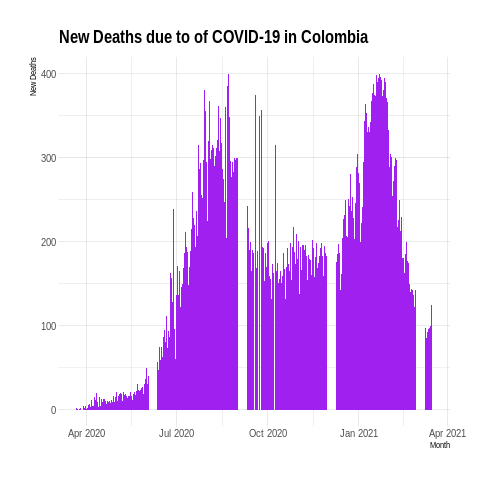 New Deaths due to of COVID-19 in Colombia
New Deaths
400
300
200
100
0
Apr 2020 Jul 2020 Oct 2020 Jan 2021 Apr 2021
Month